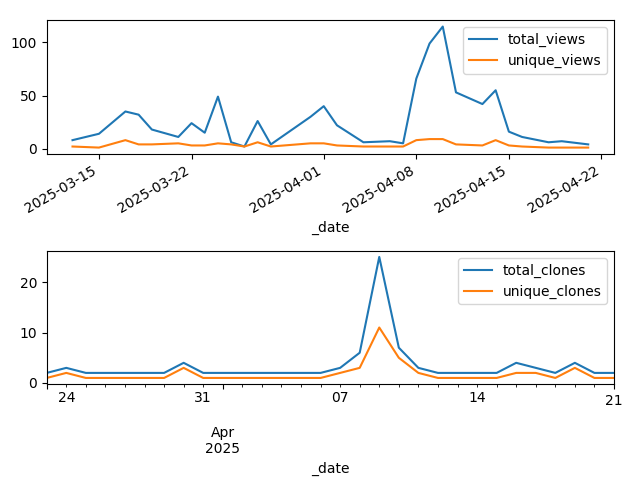 100
50
0
total_views
unique_views
2025-03-15
2025-03-22
2025-04-01
2025-04-08
2025-04-15
2025-04-22
_date
20
10
0
total_clones
unique_clones
24
31
07
14
21
Apr
2025
_date